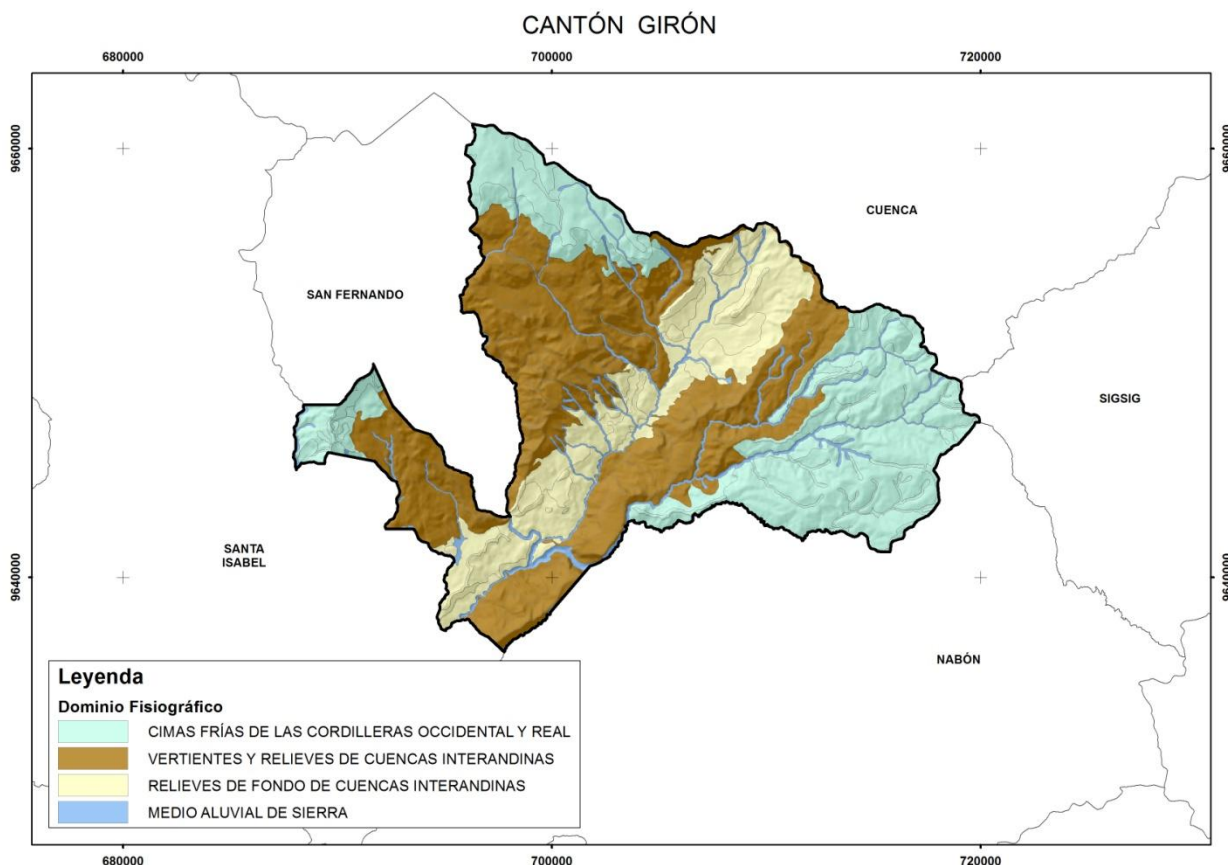 CANTÓN GIRÓN
680000
700000
720000
9660000
9660000
CUENCA
SAN FERNANDO
SIGSIG
SANTA
ISABEL
9640000
9640000
NABÓN
Leyenda
Dominio Fisiográfico
CIMAS FRÍAS DE LAS CORDILLERAS OCCIDENTAL Y REAL
VERTIENTES Y RELIEVES DE CUENCAS INTERANDINAS
RELIEVES DE FONDO DE CUENCAS INTERANDINAS
MEDIO ALUVIAL DE SIERRA
680000
700000
720000